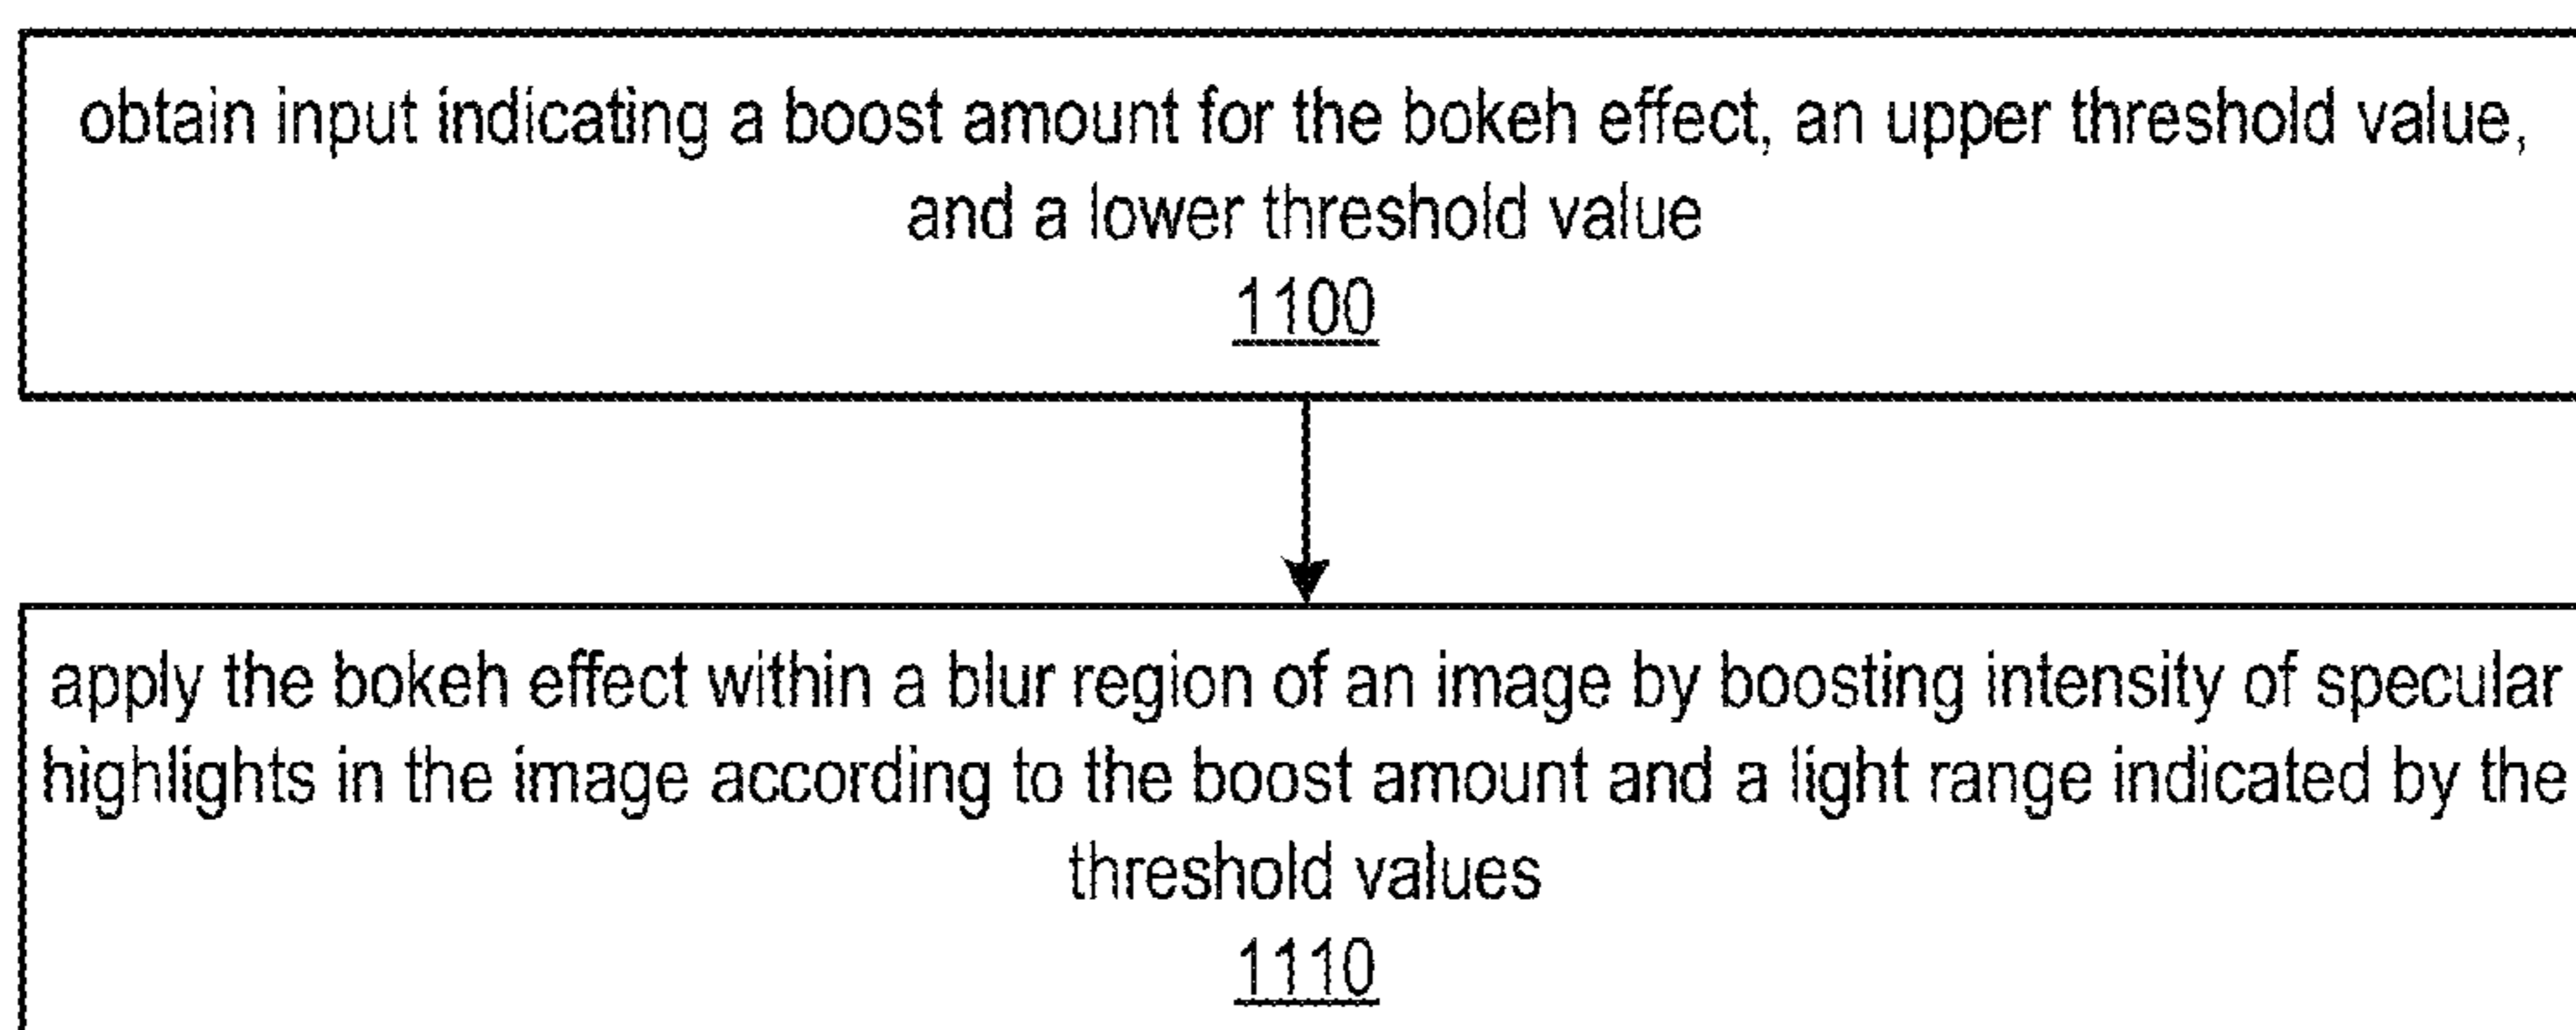 obtain input indicating a boost amount for the bokeh effect, an upper threshold value,
and a lower threshold value
1100
apply the bokeh effect within a blur region of an image by boosting intensity of specular
highlights in the image according to the boost amount and a light range indicated by the
threshold values
1110